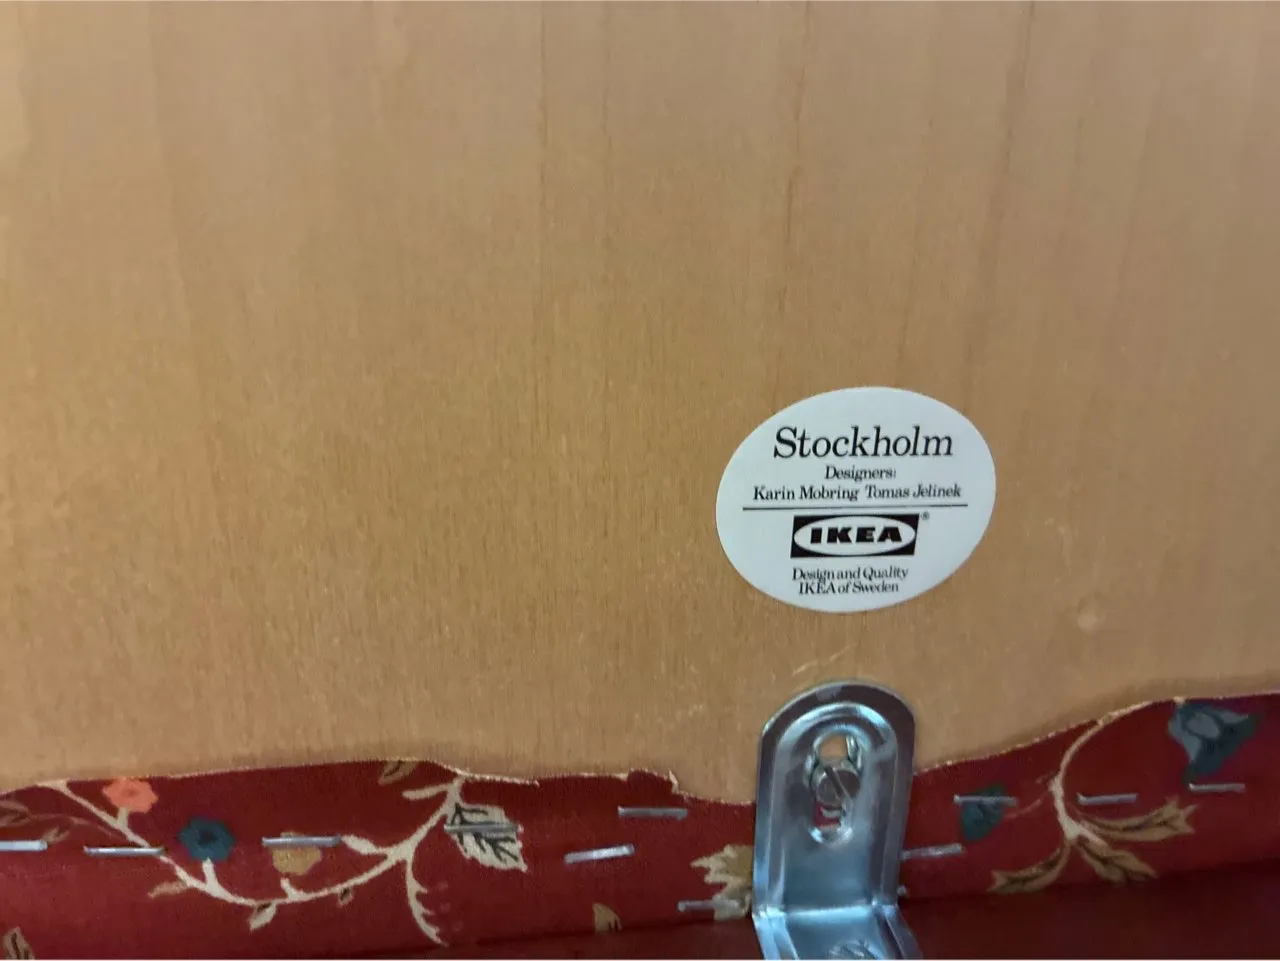 Stockholm
Designers:
Karin Mobring Tomas Jelinek
IKEA®
Design and Quality
IKEA of Sweden